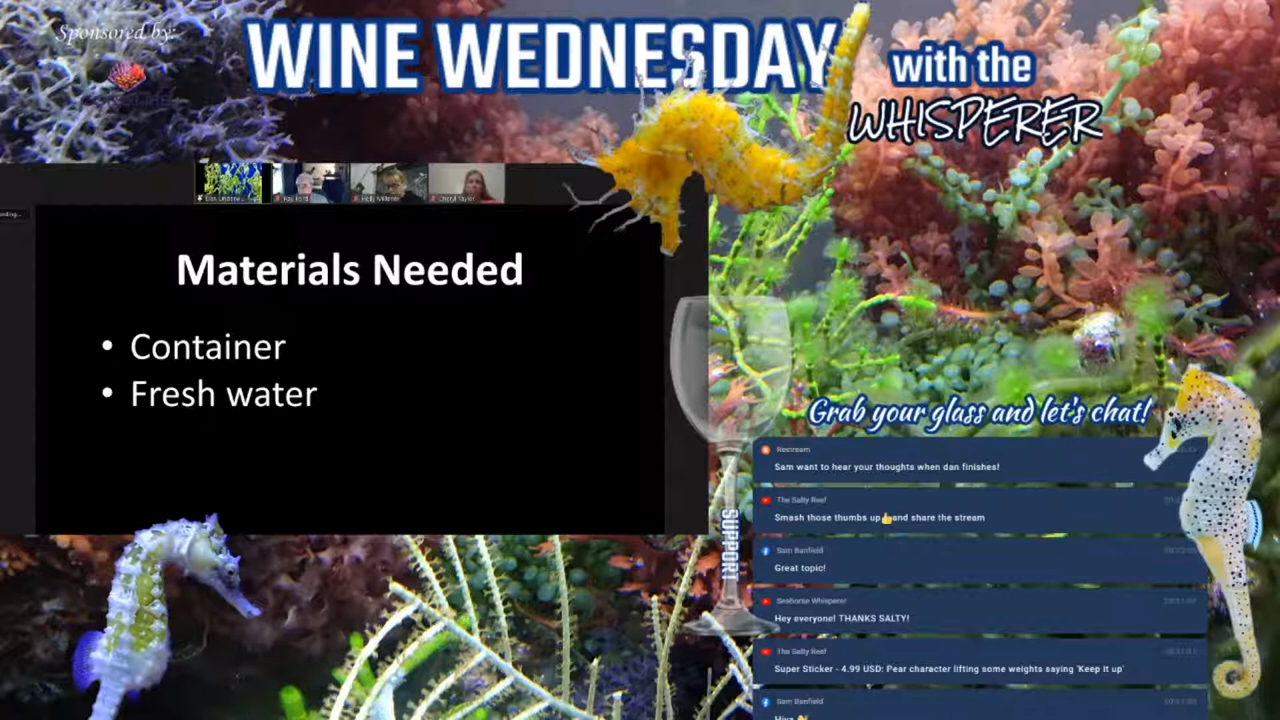 Sponsored by:
WINE WEDNESDAY
with the
WHISPERER
Materials Needed
• Container
• Fresh water
Grab your glass and let's chat!
SUPPORT
Restream
Sam want to hear your thoughts when dan finishes!
The Salty Reef
Smash those thumbs up👍and share the stream
Sam Banfield
Great topic!
Seahorse Whisperer
Hey everyone! THANKS SALTY!
The Salty Reef
Super Sticker - 4.99 USD: Pear character lifting some weights saying 'Keep it up'
Sam Banfield
Hiya